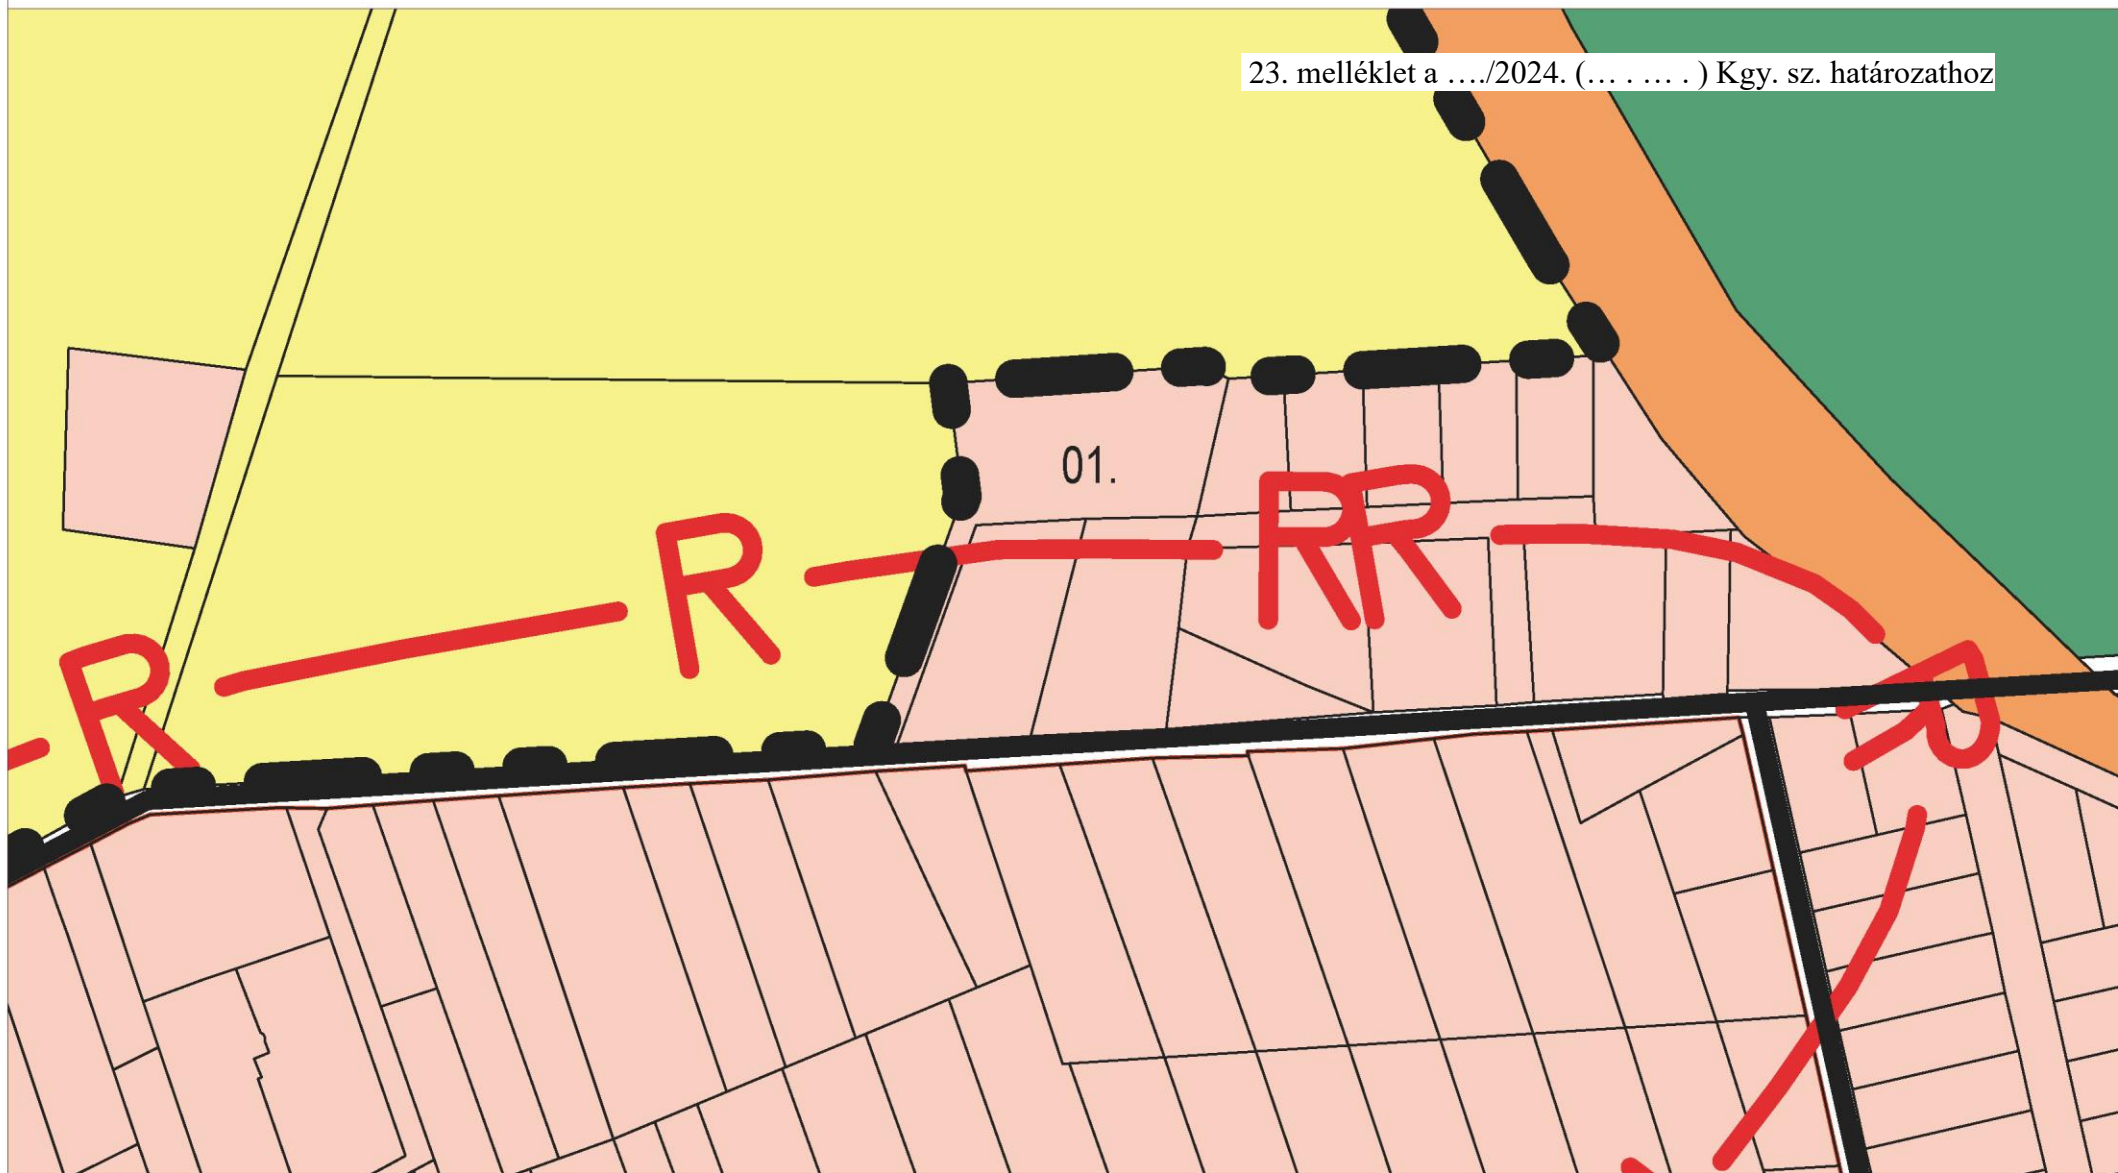 23. melléklet a …./2024. (… . … . ) Kgy. sz. határozathoz
01.
RR
R
R
R